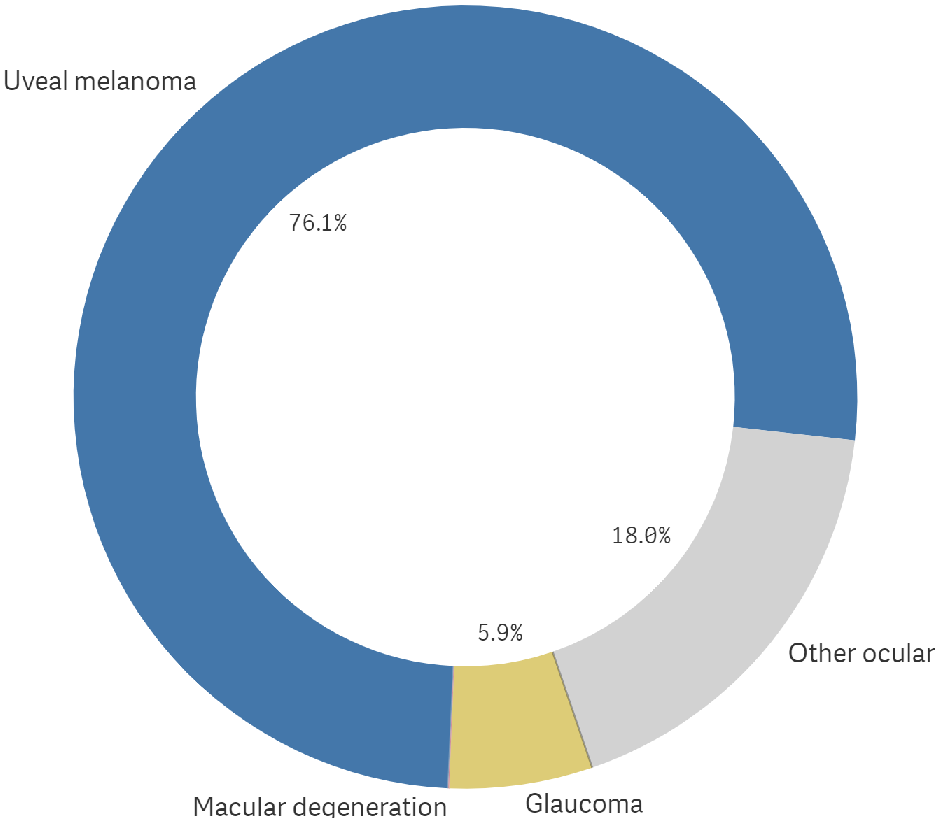 Uveal melanoma
76.1%
18.0%
5.9%
Other ocular
Glaucoma
Macular degeneration